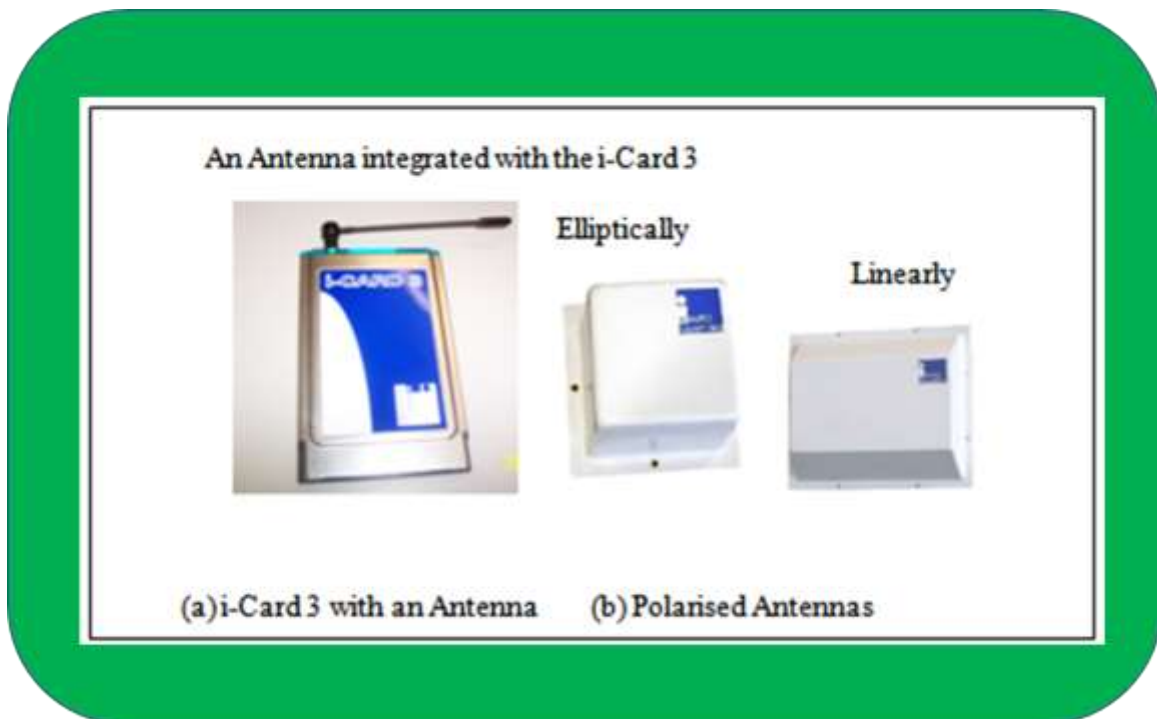 An Antenna integrated with the i-Card 3
Elliptically
Linearly
i-CARD 3
(a) i-Card 3 with an Antenna
(b) Polarised Antennas